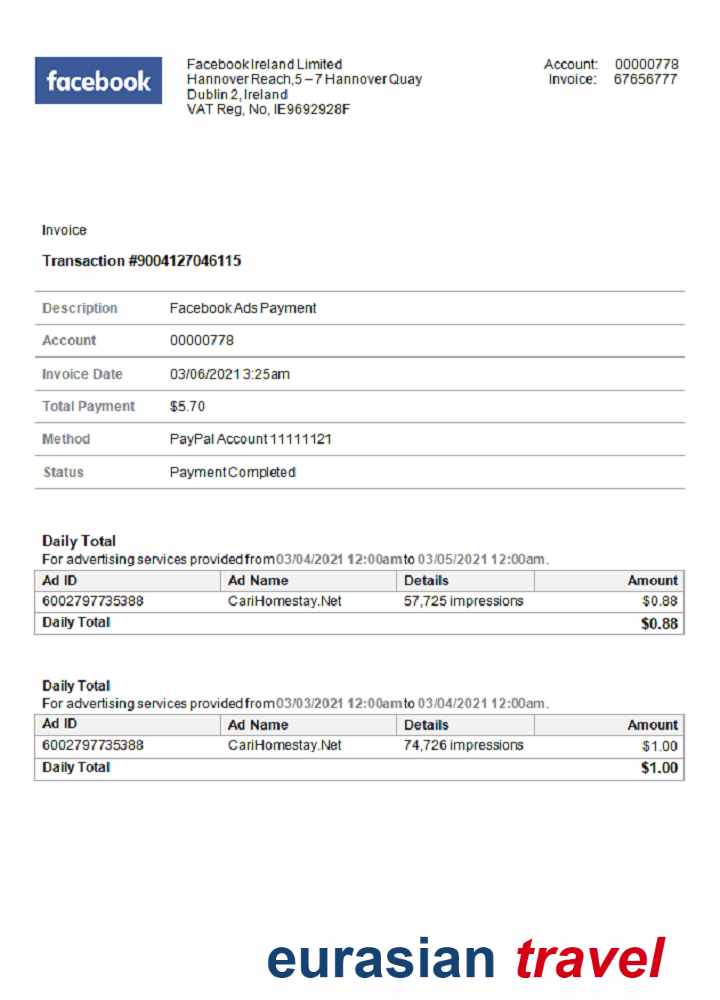 facebook
Facebook Ireland Limited
Hannover Reach,5 – 7 Hannover Quay
Dublin 2, Ireland
VAT Reg, No, IE9692928F
Account: 00000778
Invoice: 67656777
Invoice
Transaction #9004127046115
Description Facebook Ads Payment
Account 00000778
Invoice Date 03/06/2021 3:25am
Total Payment $5.70
Method PayPal Account 11111121
Status Payment Completed
Daily Total
For advertising services provided from 03/04/2021 12:00am to 03/05/2021 12:00am.
Ad ID Ad Name Details Amount
6002797735388 CariHomestay.Net 57,725 impressions $0.88
Daily Total $0.88
Daily Total
For advertising services provided from 03/03/2021 12:00am to 03/04/2021 12:00am.
Ad ID Ad Name Details Amount
6002797735388 CariHomestay.Net 74,726 impressions $1.00
Daily Total $1.00
eurasian travel